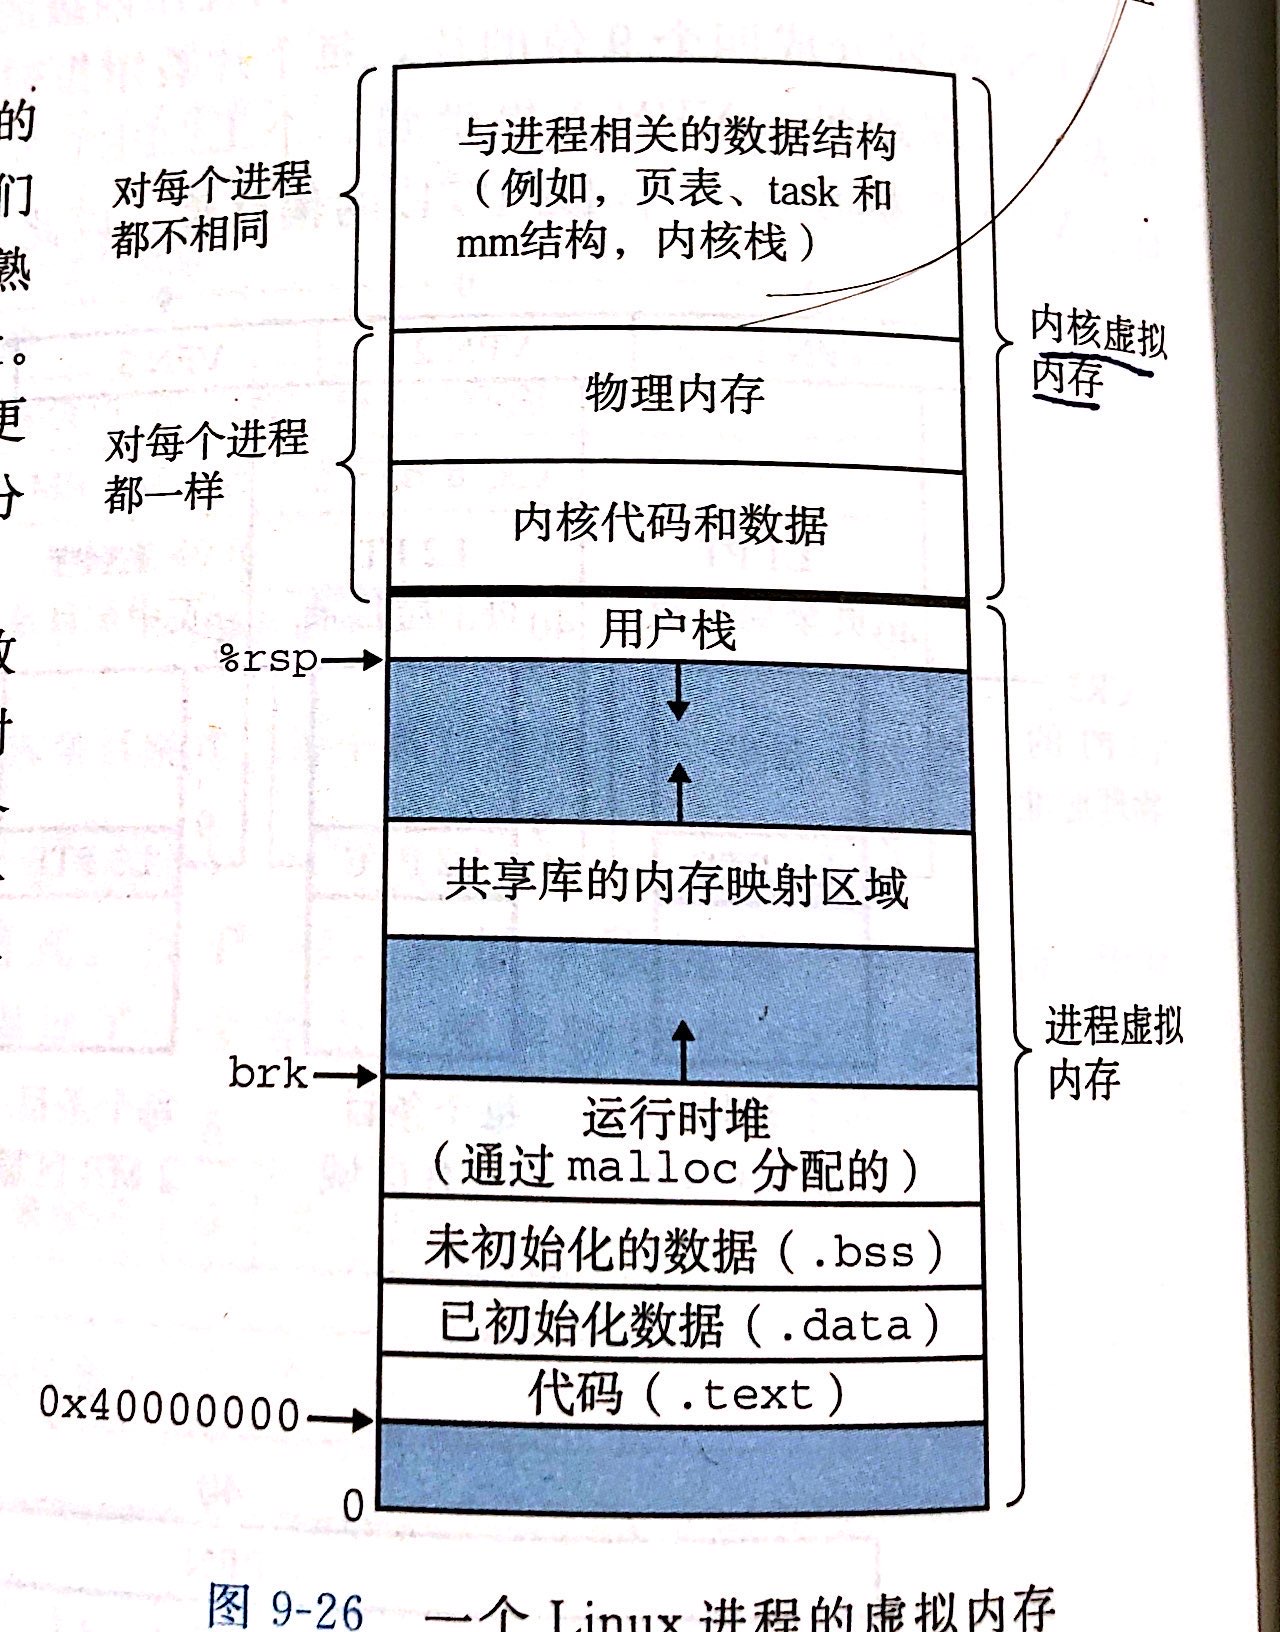 的
们
熟
。
更
分
对每个进程
都不相同
与进程相关的数据结构
（例如，页表、task 和
mm结构，内核栈）
内核虚拟
内存
物理内存
对每个进程
都一样
内核代码和数据
用户栈
%rsp
共享库的内存映射区域
进程虚拟
内存
brk
运行时堆
（通过 malloc 分配的）
未初始化的数据（.bss）
已初始化数据（.data）
代码（.text）
0x40000000
0
图 9-26 一个 Linux 进程的虚拟内存